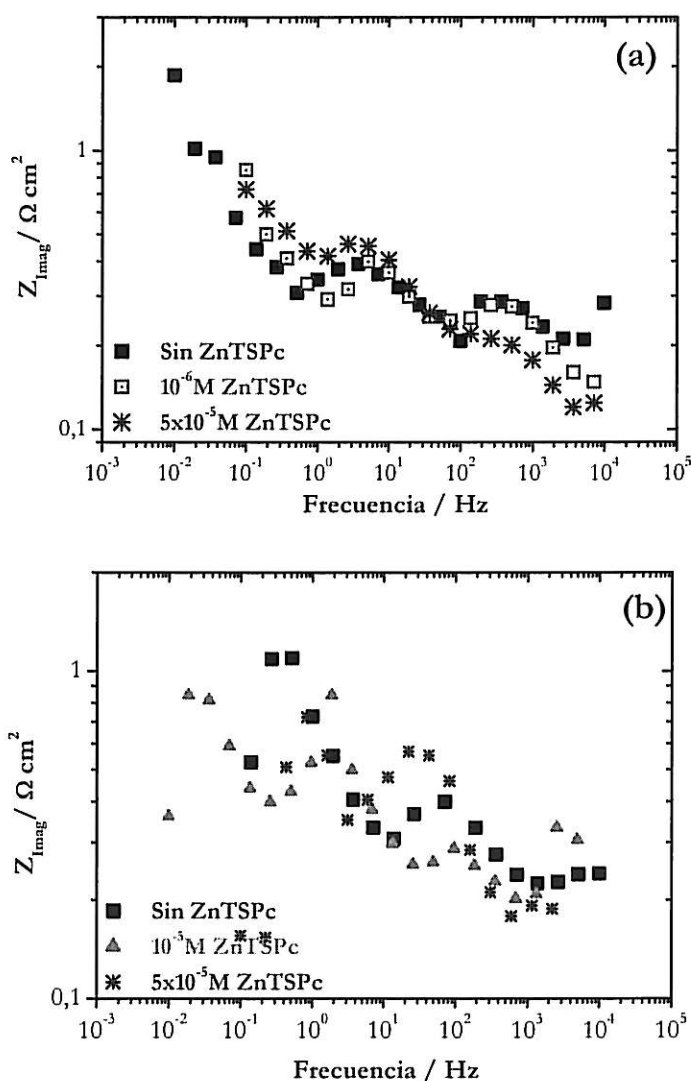 (a)
Z_Imag/ Ω cm²
1
0,1
Sin ZnTSPc
10⁻⁶M ZnTSPc
5x10⁻⁵M ZnTSPc
10⁻³ 10⁻² 10⁻¹ 10⁰ 10¹ 10² 10³ 10⁴ 10⁵
Frecuencia / Hz
(b)
Z_Imag/ Ω cm²
1
0,1
Sin ZnTSPc
10⁻⁵M ZnTSPc
5x10⁻⁵M ZnTSPc
10⁻³ 10⁻² 10⁻¹ 10⁰ 10¹ 10² 10³ 10⁴ 10⁵
Frecuencia / Hz